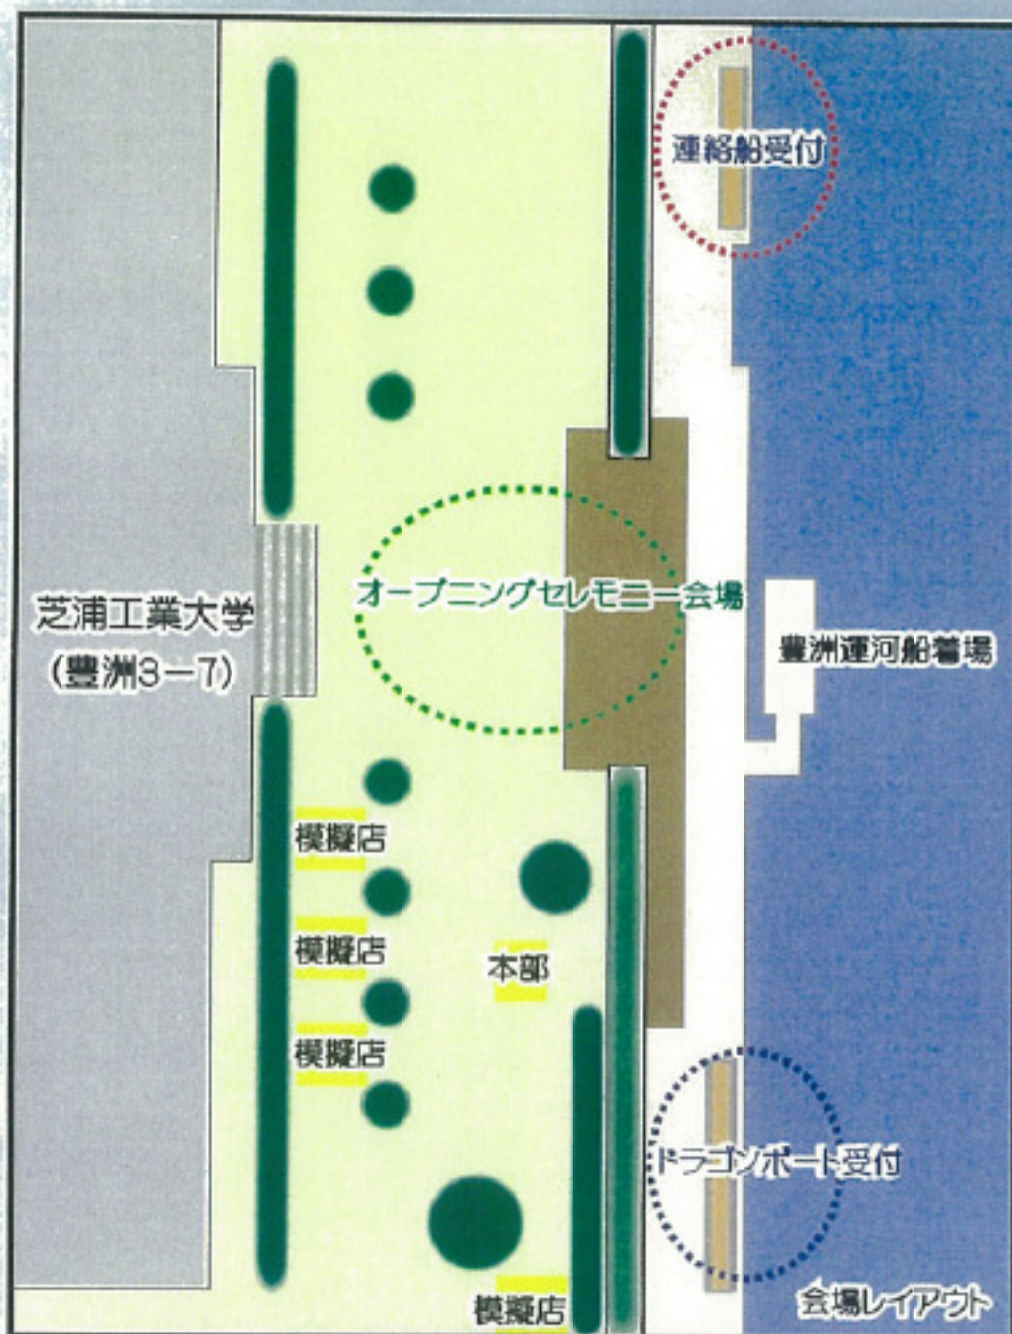 連絡船受付
オープニングセレモニー会場
芝浦工業大学
(豊洲3-7)
豊洲運河船着場
模擬店
模擬店
本部
模擬店
ドラゴンボート受付
模擬店
会場レイアウト